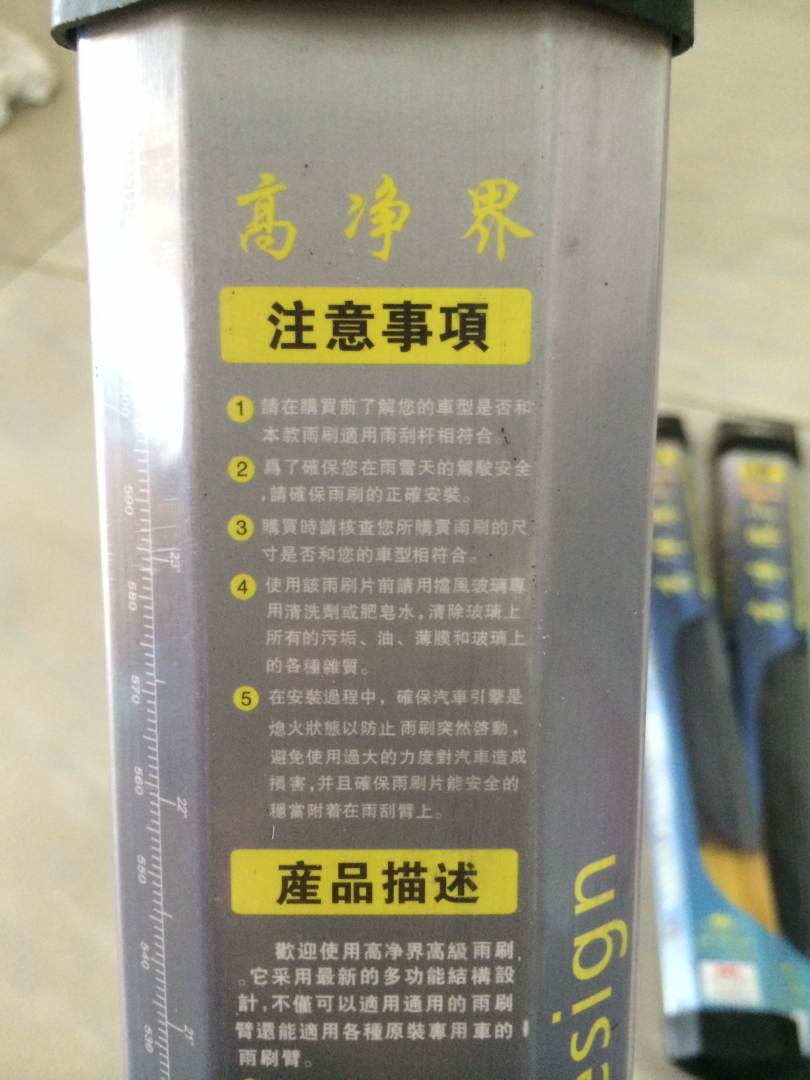 高净界
注意事項
1 請在購買前了解您的車型是否和
本款雨刷適用雨刮杆相符合。
2 爲了確保您在雨雪天的駕駛安全
,請確保雨刷的正確安裝。
3 購買時請核查您所購買雨刷的尺
寸是否和您的車型相符合。
4 使用該雨刷片前請用擋風玻璃專
用清洗劑或肥皂水,清除玻璃上
所有的污垢、油、薄膜和玻璃上
的各種雜質。
5 在安裝過程中，確保汽車引擎是
熄火狀態以防止雨刷突然啓動，
避免使用過大的力度對汽車造成
損害,并且確保雨刷片能安全的
穩當附着在雨刮臂上。
産品描述
歡迎使用高净界高級雨刷,
。它采用最新的多功能結構設
計,不僅可以適用通用的雨刷
臂還能適用各種原裝專用車的
雨刷臂。
590
23"
580
570
560
22"
550
540
21"
530
esign